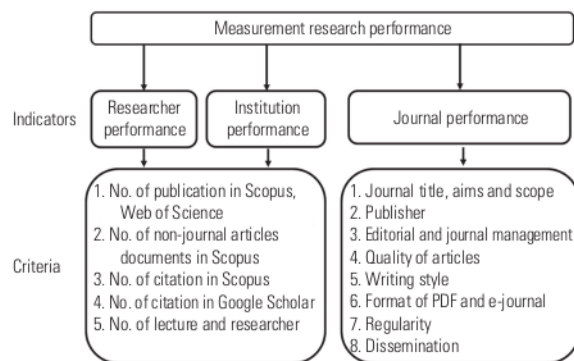 Measurement research performance
Indicators
Researcher
performance
Institution
performance
Journal performance
Criteria
1. No. of publication in Scopus,
Web of Science
2. No. of non-journal articles
documents in Scopus
3. No. of citation in Scopus
4. No. of citation in Google Scholar
5. No. of lecture and researcher
1. Journal title, aims and scope
2. Publisher
3. Editorial and journal management
4. Quality of articles
5. Writing style
6. Format of PDF and e-journal
7. Regularity
8. Dissemination